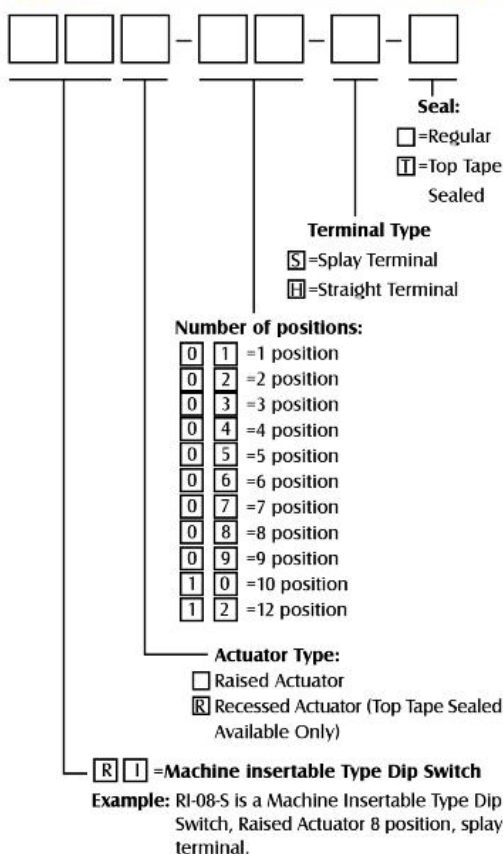 Seal:
□=Regular
T=Top Tape
Sealed
Terminal Type
S=Splay Terminal
H=Straight Terminal
Number of positions:
0 1 =1 position
0 2 =2 position
0 3 =3 position
0 4 =4 position
0 5 =5 position
0 6 =6 position
0 7 =7 position
0 8 =8 position
0 9 =9 position
1 0 =10 position
1 2 =12 position
Actuator Type:
□ Raised Actuator
R Recessed Actuator (Top Tape Sealed
Available Only)
R I =Machine insertable Type Dip Switch
Example: RI-08-S is a Machine Insertable Type Dip
Switch, Raised Actuator 8 position, splay
terminal.